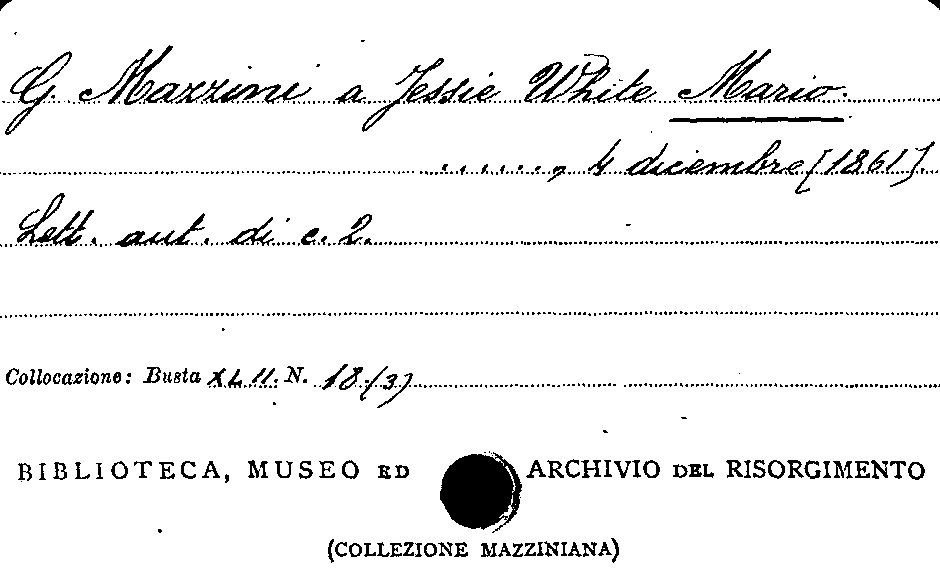 G. Mazzini a Jessie White Mario.
......, 4 dicembre [1861].
Lett. aut. di c. 2.
Collocazione: Busta XLII. N. 18.(3)
BIBLIOTECA, MUSEO ED ARCHIVIO DEL RISORGIMENTO
(COLLEZIONE MAZZINIANA)